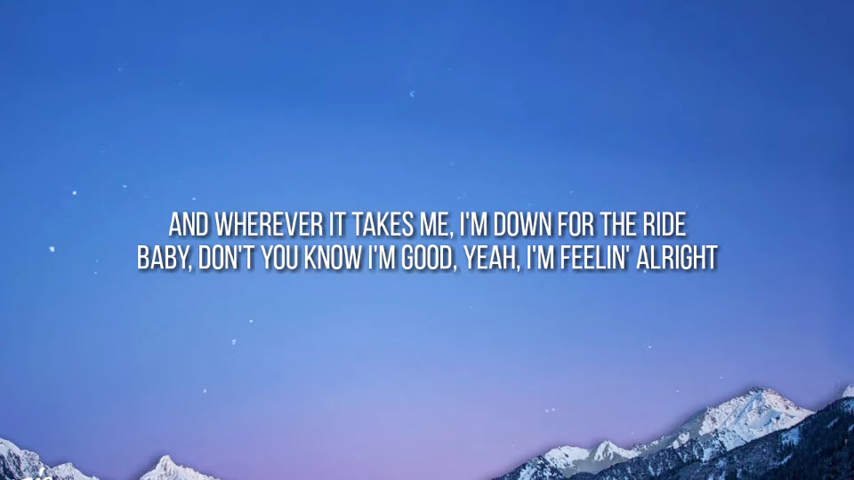 AND WHEREVER IT TAKES ME, I'M DOWN FOR THE RIDE
BABY, DON'T YOU KNOW I'M GOOD, YEAH, I'M FEELIN' ALRIGHT